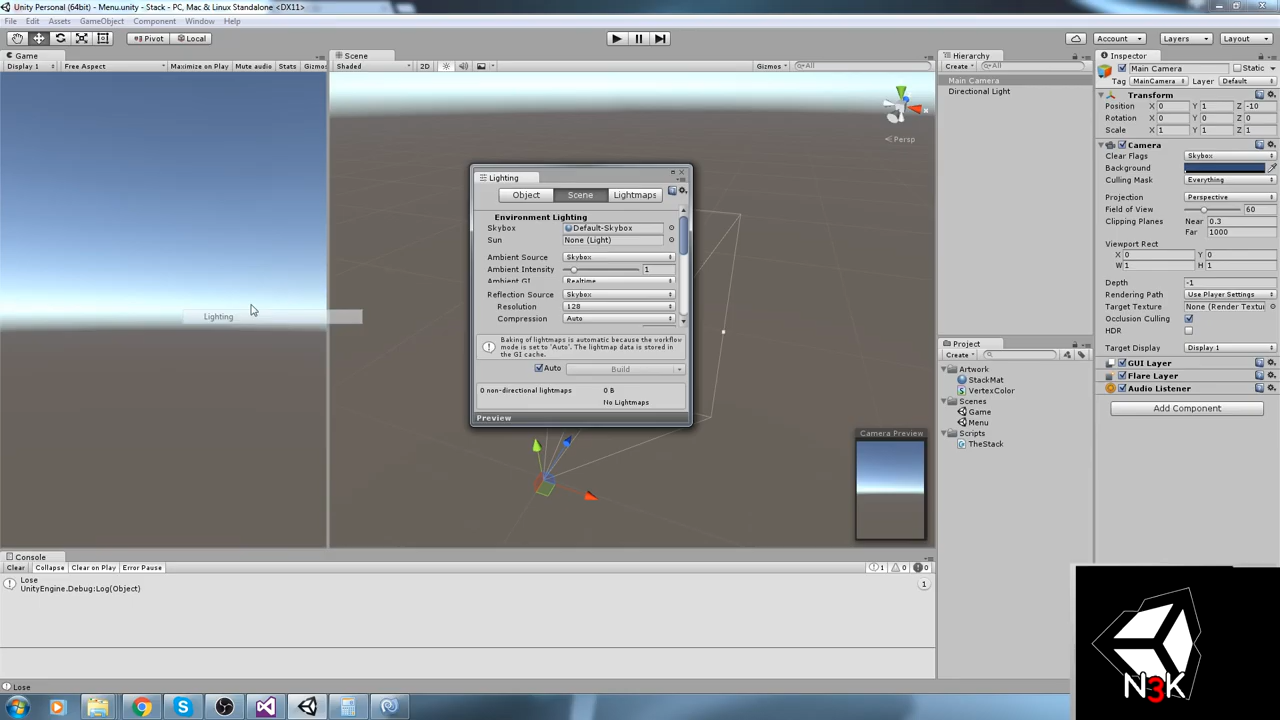 Unity Personal (64bit) - Menu.unity - Stack - PC, Mac & Linux Standalone <DX11>
File Edit Assets GameObject Component Window Help
Pivot Local Account Layers Layout
Game
Display 1 Free Aspect Maximize on Play Mute audio Stats Gizmos
Scene
Shaded 2D Gizmos All
Persp
Lighting
Lighting
Object Scene Lightmaps
Environment Lighting
Skybox Default-Skybox
Sun None (Light)
Ambient Source Skybox
Ambient Intensity 1
Ambient GI Realtime
Reflection Source Skybox
Resolution 128
Compression Auto
Baking of lightmaps is automatic because the workflow
mode is set to 'Auto'. The lightmap data is stored in
the GI cache.
Auto Build
0 non-directional lightmaps 0 B
No Lightmaps
Preview
Camera Preview
Hierarchy
Create All
Main Camera
Directional Light
Project
Create
Artwork
StackMat
VertexColor
Scenes
Game
Menu
Scripts
TheStack
Inspector
Main Camera Static
Tag MainCamera Layer Default
Transform
Position X 0 Y 1 Z -10
Rotation X 0 Y 0 Z 0
Scale X 1 Y 1 Z 1
Camera
Clear Flags Skybox
Background
Culling Mask Everything
Projection Perspective
Field of View 60
Clipping Planes Near 0.3
Far 1000
Viewport Rect
X 0 Y 0
W 1 H 1
Depth -1
Rendering Path Use Player Settings
Target Texture None (Render Textu
Occlusion Culling
HDR
Target Display Display 1
GUI Layer
Flare Layer
Audio Listener
Add Component
Console
Clear Collapse Clear on Play Error Pause 1 0 0
Lose
UnityEngine.Debug:Log(Object) 1
Lose
N3K